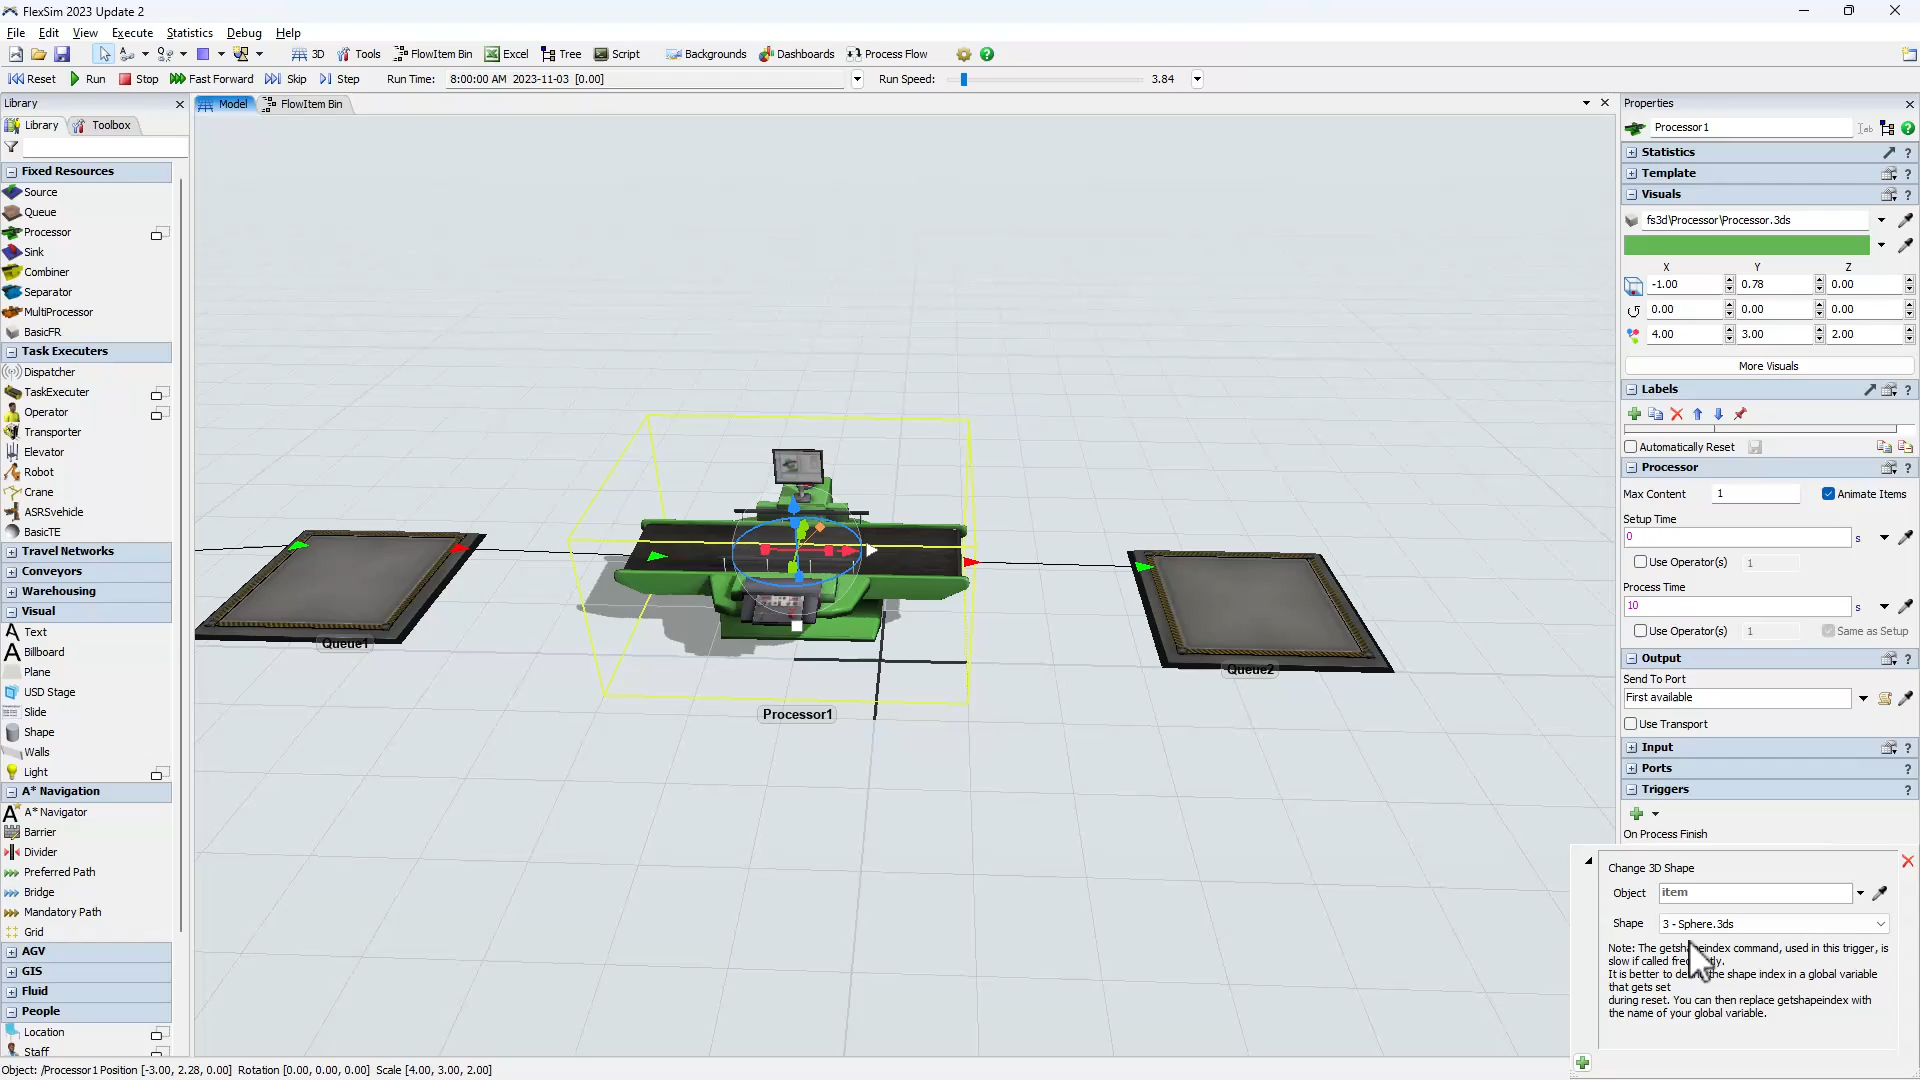 FlexSim 2023 Update 2
File Edit View Execute Statistics Debug Help
3D Tools FlowItem Bin Excel Tree Script Backgrounds Dashboards Process Flow
Reset Run Stop Fast Forward Skip Step Run Time: 8:00:00 AM 2023-11-03 [0.00] Run Speed: 3.84
Library
Library Toolbox
Fixed Resources
Source
Queue
Processor
Sink
Combiner
Separator
MultiProcessor
BasicFR
Task Executers
Dispatcher
TaskExecuter
Operator
Transporter
Elevator
Robot
Crane
ASRSvehicle
BasicTE
Travel Networks
Conveyors
Warehousing
Visual
Text
Billboard
Plane
USD Stage
Slide
Shape
Walls
Light
A* Navigation
A* Navigator
Barrier
Divider
Preferred Path
Bridge
Mandatory Path
Grid
AGV
GIS
Fluid
People
Location
Staff
Model FlowItem Bin
Queue1
Processor1
Queue2
Properties
Processor1
Statistics
Template
Visuals
fs3d\Processor\Processor.3ds
X Y Z
-1.00 0.78 0.00
0.00 0.00 0.00
4.00 3.00 2.00
More Visuals
Labels
Automatically Reset
Processor
Max Content 1 Animate Items
Setup Time
0 s
Use Operator(s) 1
Process Time
10 s
Use Operator(s) 1 Same as Setup
Output
Send To Port
First available
Use Transport
Input
Ports
Triggers
On Process Finish
Change 3D Shape
Object item
Shape 3 - Sphere.3ds
Note: The getshapeindex command, used in this trigger, is
slow if called frequently.
It is better to define the shape index in a global variable
that gets set
during reset. You can then replace getshapeindex with
the name of your global variable.
Object: /Processor1 Position [-3.00, 2.28, 0.00] Rotation [0.00, 0.00, 0.00] Scale [4.00, 3.00, 2.00]